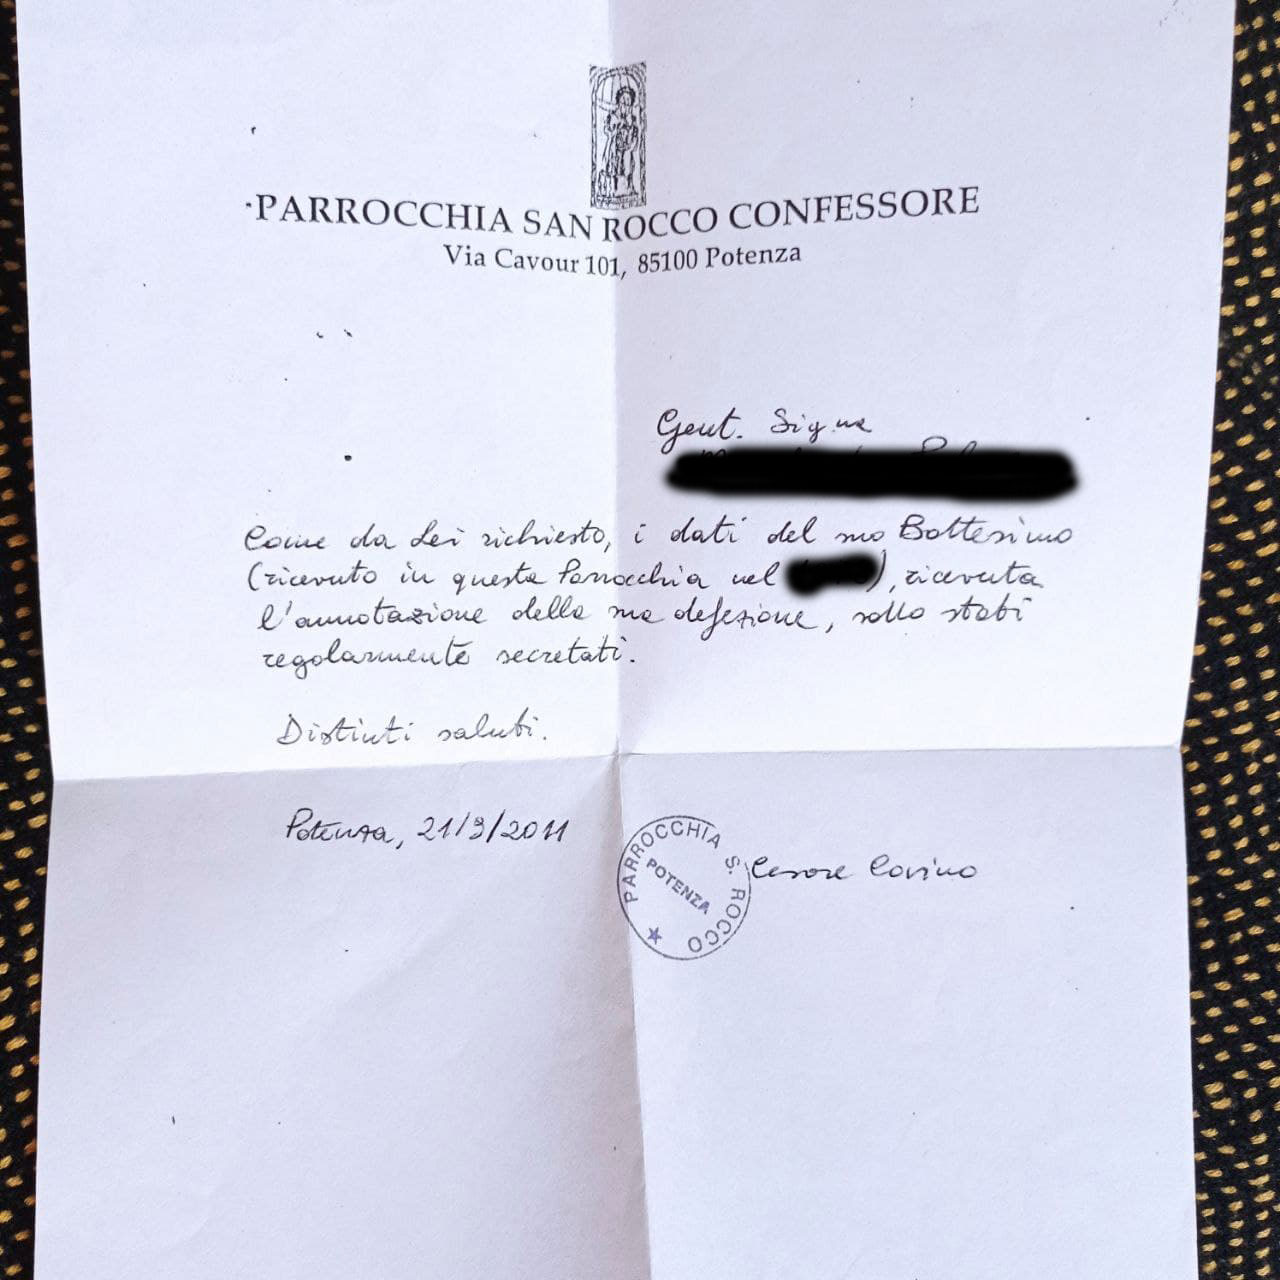 PARROCCHIA SAN ROCCO CONFESSORE
Via Cavour 101, 85100 Potenza
Gent. Sig.na
Come da Lei richiesto, i dati del suo Battesimo
(ricevuto in questa Parrocchia nel ), ricevuta
l'annotazione della sua defezione, sono stati
regolarmente secretati.
Distinti saluti.
Potenza, 21/3/2011
Cesare Covino
PARROCCHIA S. ROCCO
POTENZA